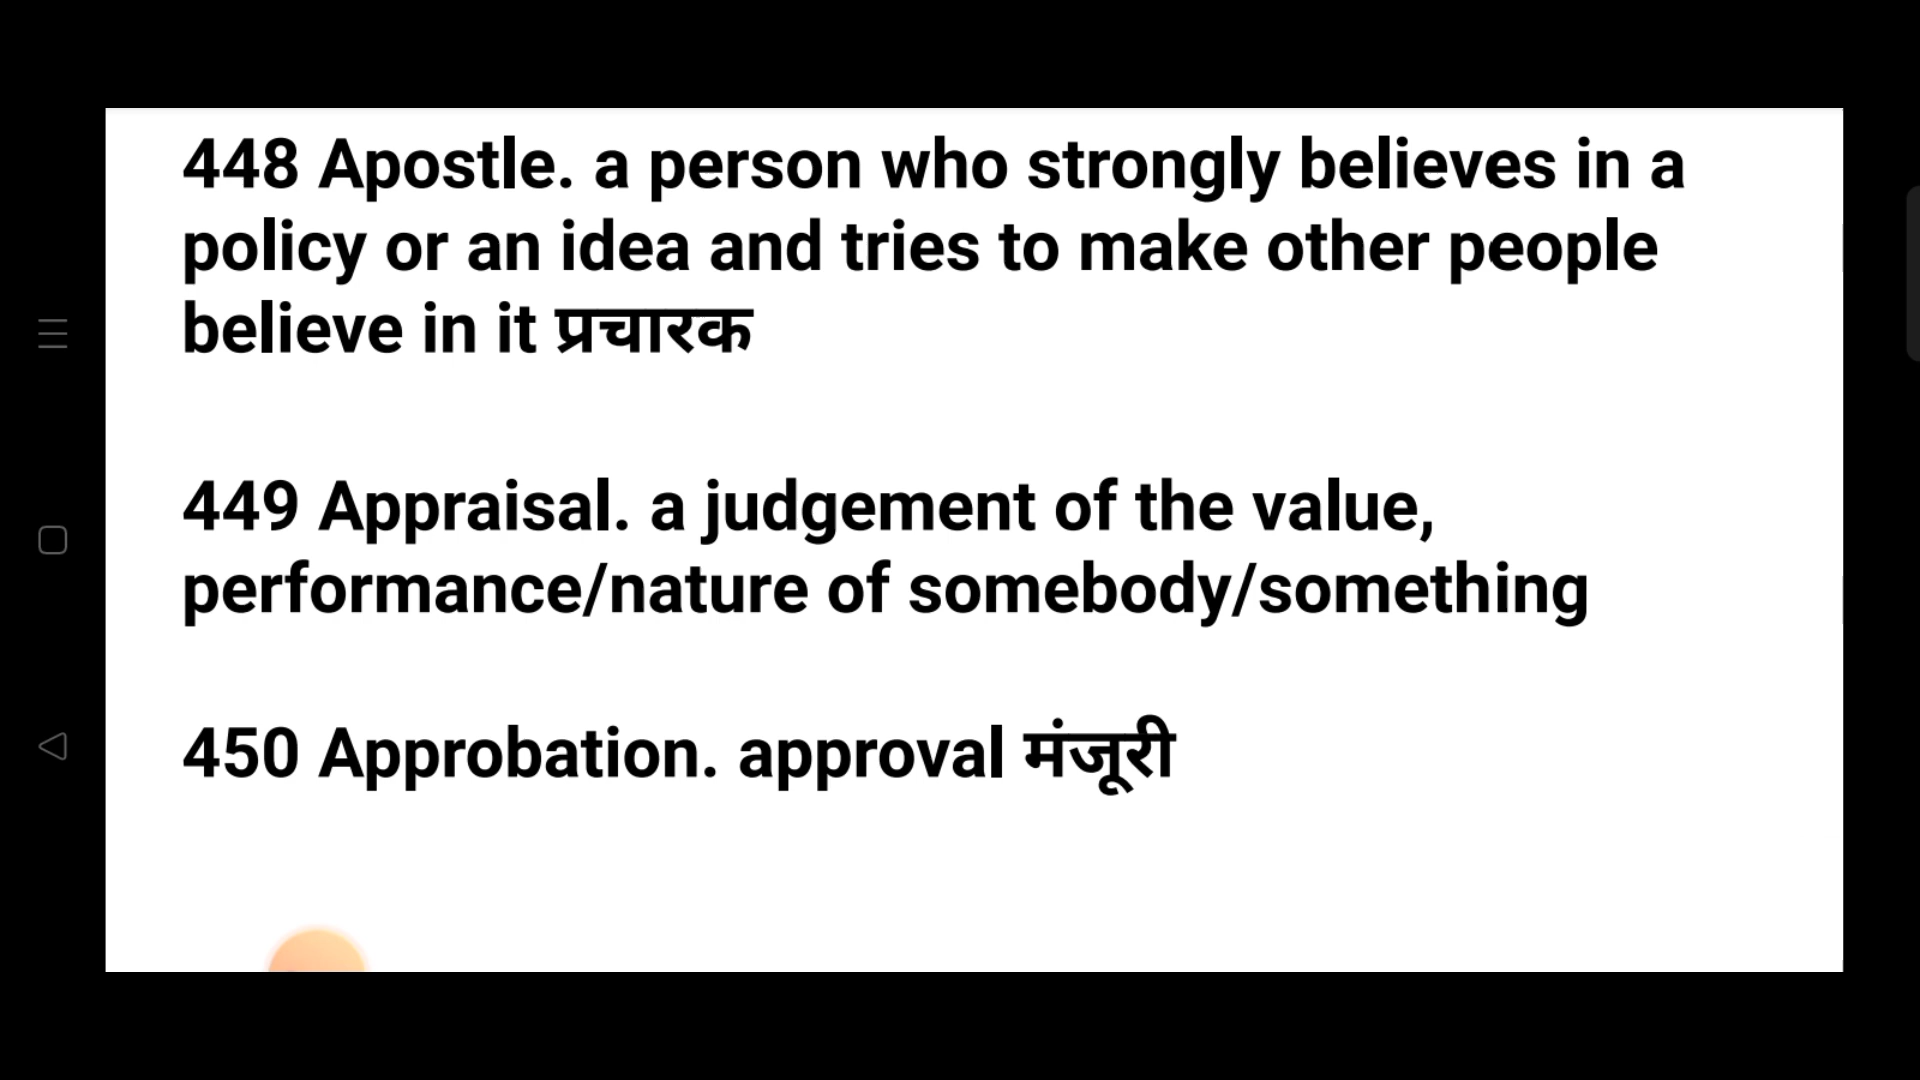 448 Apostle. a person who strongly believes in a
policy or an idea and tries to make other people
believe in it प्रचारक
449 Appraisal. a judgement of the value,
performance/nature of somebody/something
450 Approbation. approval मंजूरी